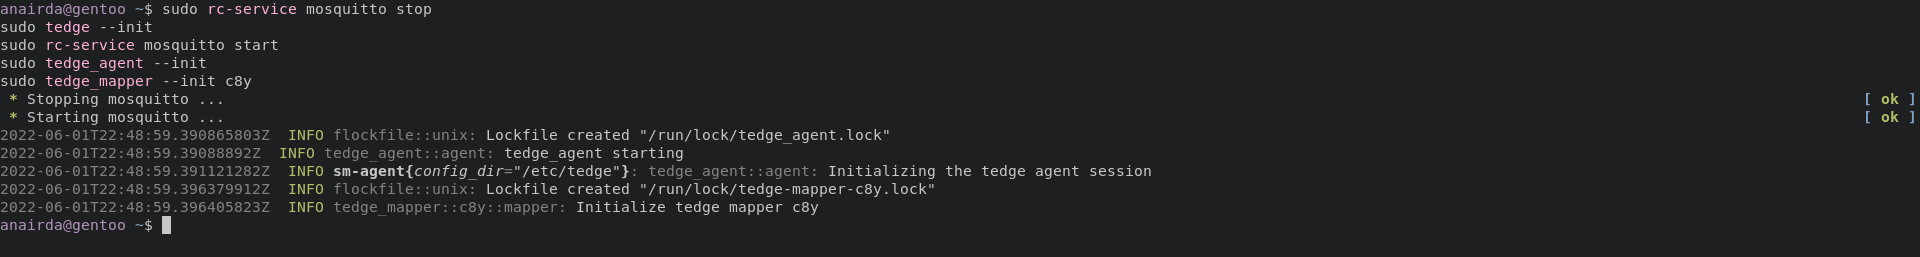 anairda@gentoo ~$ sudo rc-service mosquitto stop
sudo tedge --init
sudo rc-service mosquitto start
sudo tedge_agent --init
sudo tedge_mapper --init c8y
* Stopping mosquitto ... [ ok ]
* Starting mosquitto ... [ ok ]
2022-06-01T22:48:59.390865803Z  INFO flockfile::unix: Lockfile created "/run/lock/tedge_agent.lock"
2022-06-01T22:48:59.39088892Z  INFO tedge_agent::agent: tedge_agent starting
2022-06-01T22:48:59.391121282Z  INFO sm-agent{config_dir="/etc/tedge"}: tedge_agent::agent: Initializing the tedge agent session
2022-06-01T22:48:59.396379912Z  INFO flockfile::unix: Lockfile created "/run/lock/tedge-mapper-c8y.lock"
2022-06-01T22:48:59.396405823Z  INFO tedge_mapper::c8y::mapper: Initialize tedge mapper c8y
anairda@gentoo ~$